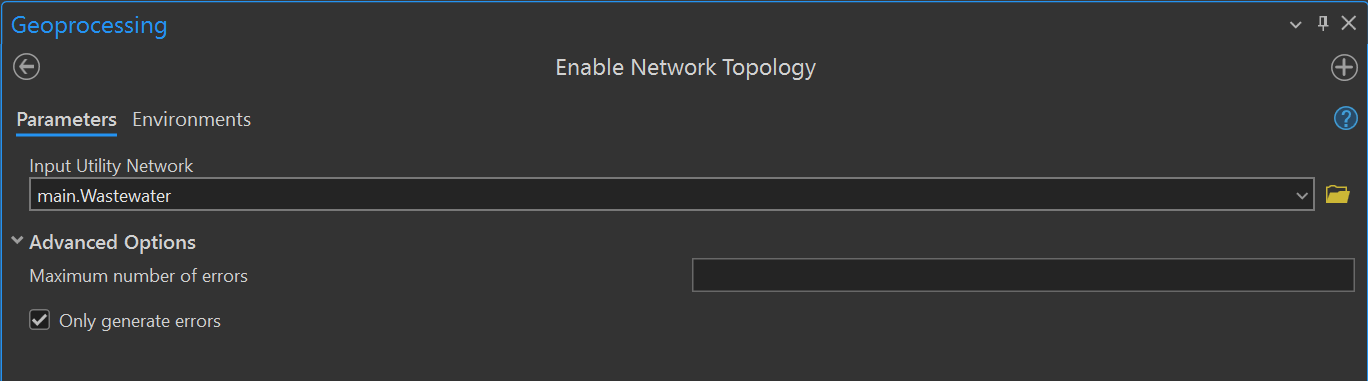 Geoprocessing
Enable Network Topology
Parameters Environments
Input Utility Network
main.Wastewater
Advanced Options
Maximum number of errors
Only generate errors